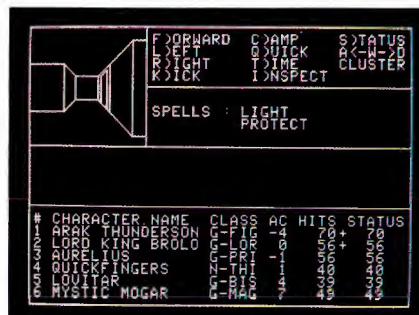 F)ORWARD C)AMP S)TATUS
L)EFT Q)UICK A<-W->D
R)IGHT T)IME CLUSTER
K)ICK I)NSPECT
SPELLS : LIGHT
PROTECT
# CHARACTER NAME CLASS AC HITS STATUS
1 ARAK THUNDERSON G-FIG -4 70+ 70
2 LORD KING BROLO G-LOR 0 56+ 56
3 AURELIUS G-PRI -1 56 56
4 QUICKFINGERS N-THI 1 40 40
5 LOVITAR G-BIS 4 39 39
6 MYSTIC MOGAR G-MAG 7 49 49